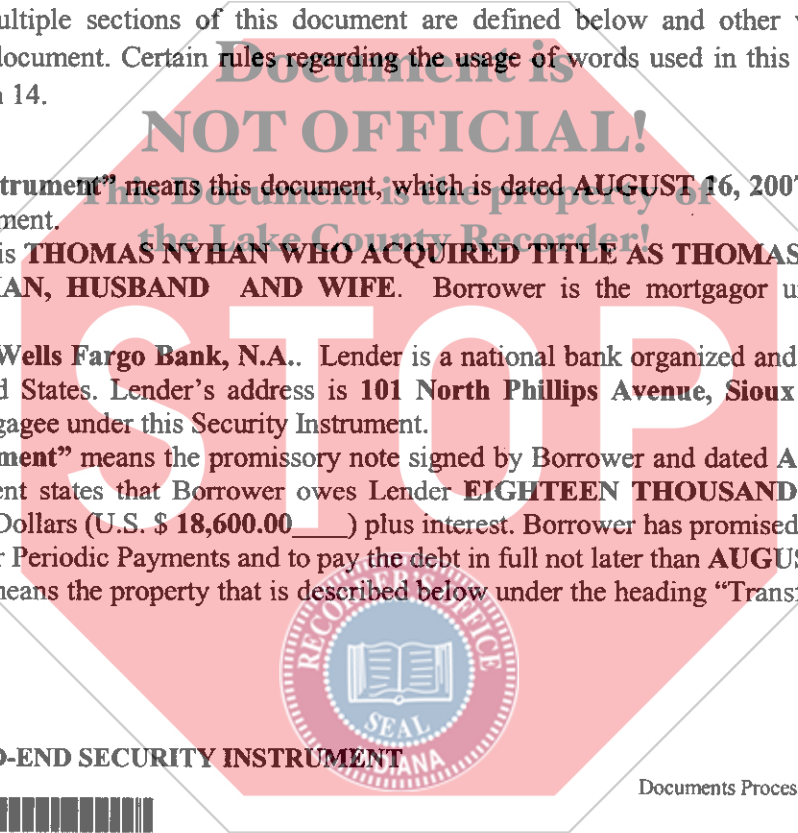 ultiple sections of this document are defined below and other
document. Certain rules regarding the usage of words used in this
Document is
14.
NOT OFFICIAL!
trument” means this document, which is dated AUGUST 16, 2007
This Document is the property of
ment.
the Lake County Recorder!
is THOMAS NYHAN WHO ACQUIRED TITLE AS THOMAS
AN, HUSBAND AND WIFE. Borrower is the mortgagor u
STOP
Wells Fargo Bank, N.A.. Lender is a national bank organized and
d States. Lender’s address is 101 North Phillips Avenue, Sioux
gagee under this Security Instrument.
ment” means the promissory note signed by Borrower and dated A
ent states that Borrower owes Lender EIGHTEEN THOUSAND
Dollars (U.S. $ 18,600.00____) plus interest. Borrower has promised
r Periodic Payments and to pay the debt in full not later than AUGUS
neans the property that is described below under the heading “Transf
RECORDER'S OFFICE
SEAL
INDIANA
D-END SECURITY INSTRUMENT
Documents Proces